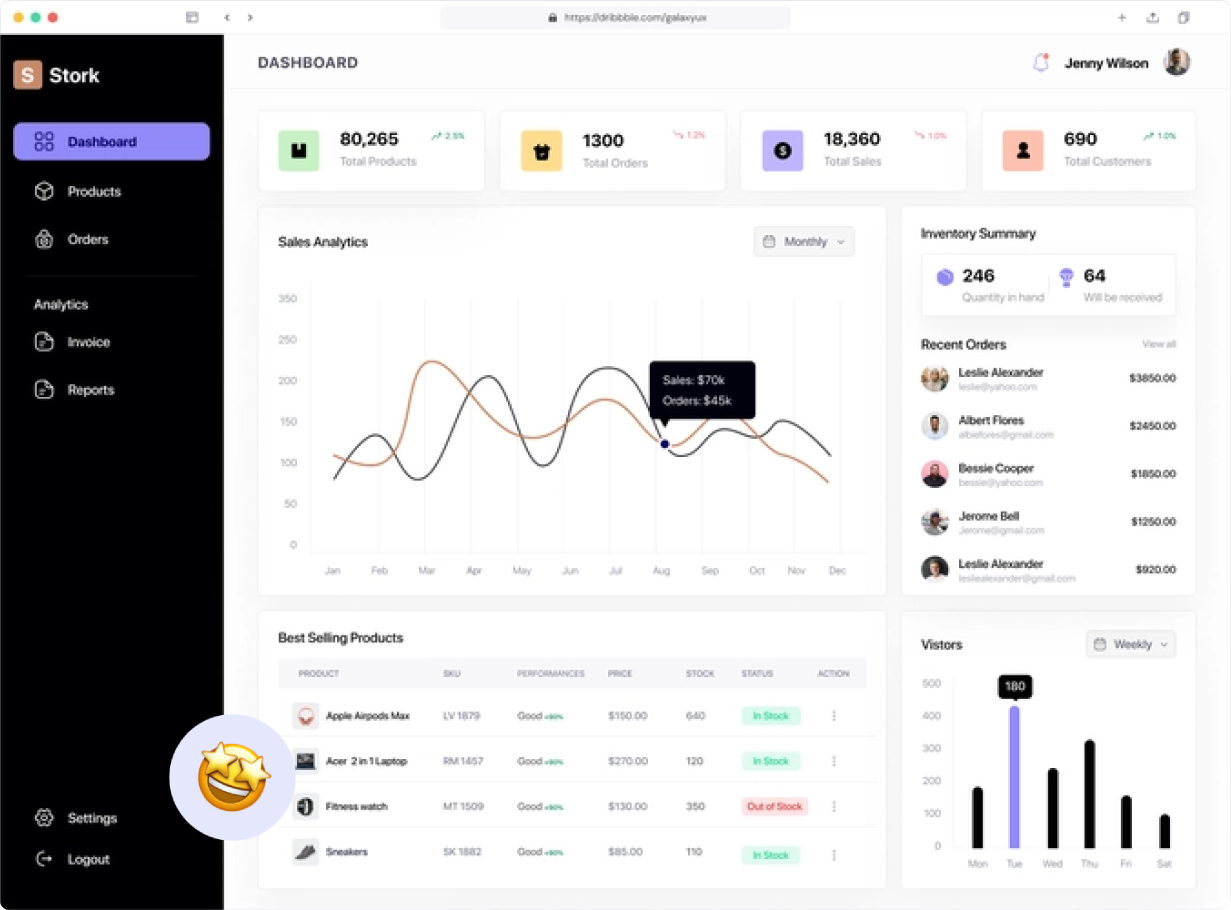 https://dribbble.com/galaxyux
S Stork
DASHBOARD
Jenny Wilson
Dashboard
Products
Orders
Analytics
Invoice
Reports
Settings
Logout
80,265 2.5%
Total Products
1300 1.2%
Total Orders
18,360 1.0%
Total Sales
690 1.0%
Total Customers
Sales Analytics
Monthly
350
250
200
150
100
50
0
Sales: $70k
Orders: $45k
Jan Feb Mar Apr May Jun Jul Aug Sep Oct Nov Dec
Inventory Summary
246
Quantity in hand
64
Will be received
Recent Orders View all
Leslie Alexander
leslie@yahoo.com
$3850.00
Albert Flores
albieflores@gmail.com
$2450.00
Bessie Cooper
bessie@yahoo.com
$1850.00
Jerome Bell
Jerome@gmail.com
$1250.00
Leslie Alexander
lesliealexander@gmail.com
$920.00
Best Selling Products
PRODUCT SKU PERFORMANCES PRICE STOCK STATUS ACTION
Apple Airpods Max LV 1879 Good +90% $150.00 640 In Stock
Acer 2 in 1 Laptop RM 1457 Good +90% $270.00 120 In Stock
Fitness watch MT 1509 Good +90% $130.00 350 Out of Stock
Sneakers SK 1882 Good +90% $85.00 110 In Stock
Vistors
Weekly
500
400
300
200
100
0
180
Mon Tue Wed Thu Fri Sat